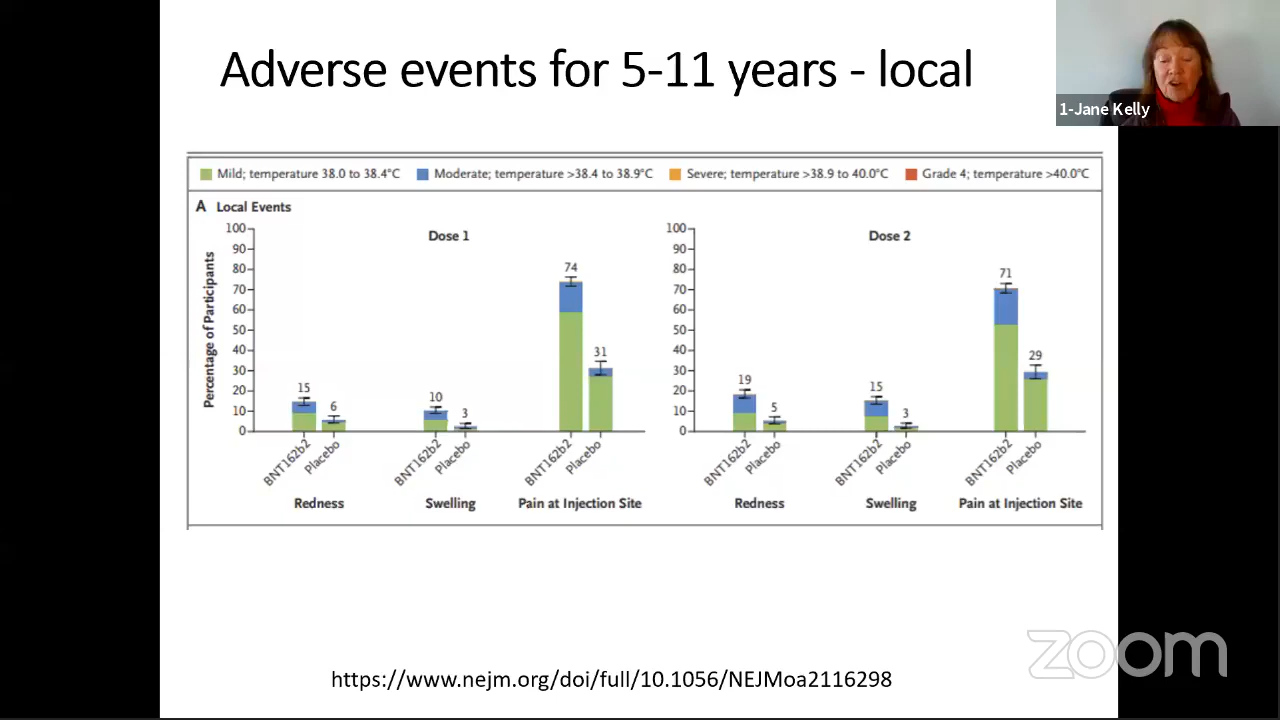 Adverse events for 5-11 years - local
1-Jane Kelly
Mild; temperature 38.0 to 38.4°C Moderate; temperature >38.4 to 38.9°C Severe; temperature >38.9 to 40.0°C Grade 4; temperature >40.0°C
A Local Events
Percentage of Participants
Dose 1
100
90
80
70
60
50
40
30
20
10
0
15
6
10
3
74
31
BNT162b2
Placebo
BNT162b2
Placebo
BNT162b2
Placebo
Redness
Swelling
Pain at Injection Site
Dose 2
100
90
80
70
60
50
40
30
20
10
0
19
5
15
3
71
29
BNT162b2
Placebo
BNT162b2
Placebo
BNT162b2
Placebo
Redness
Swelling
Pain at Injection Site
zoom
https://www.nejm.org/doi/full/10.1056/NEJMoa2116298